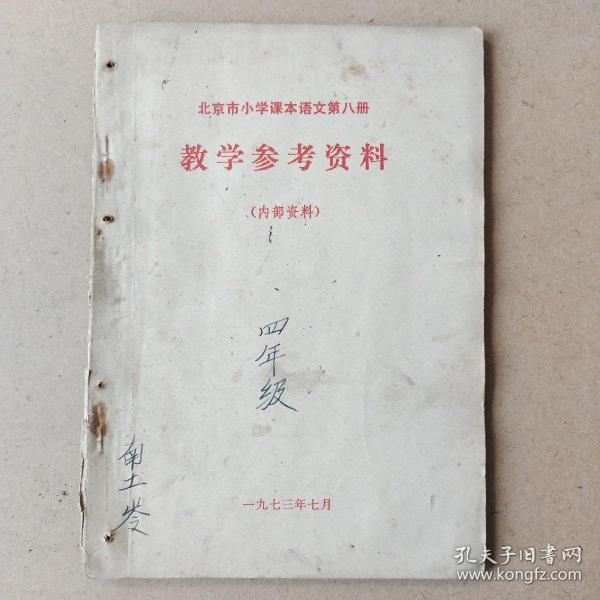 北京市小学课本语文第八册
教学参考资料
（内部资料）
四年级
南土岺
一九七三年七月
孔夫子旧书网
www.kongfz.com